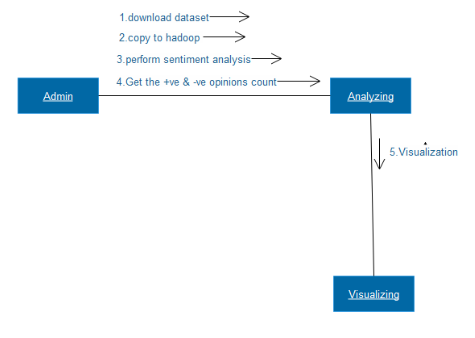 1.download dataset
2.copy to hadoop
3.perform sentiment analysis
4.Get the +ve & -ve opinions count
Admin
Analyzing
5.Visualization
Visualizing